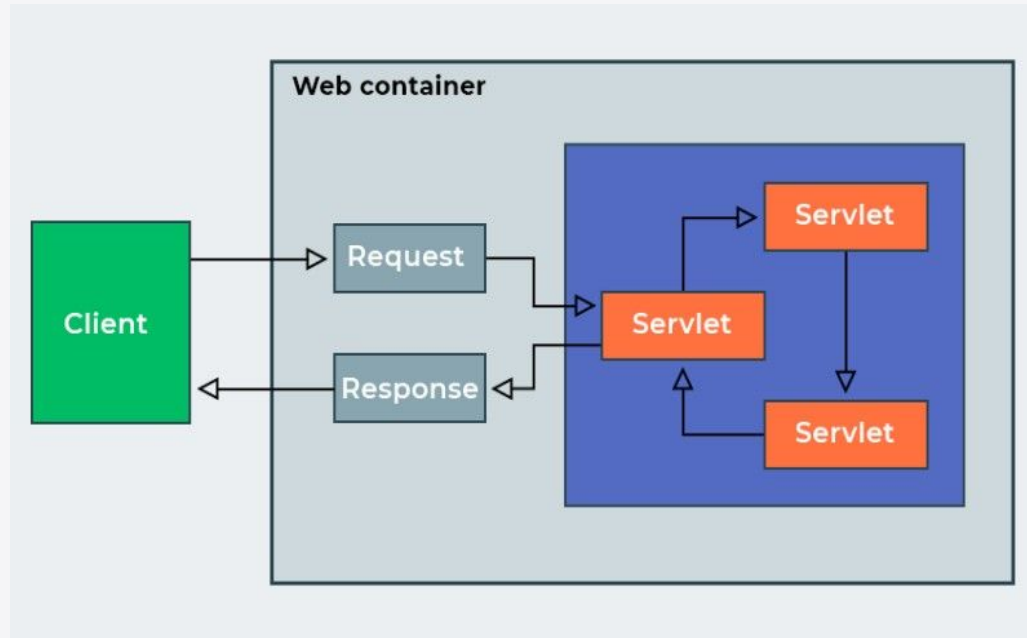 Web container
Client
Request
Response
Servlet
Servlet
Servlet